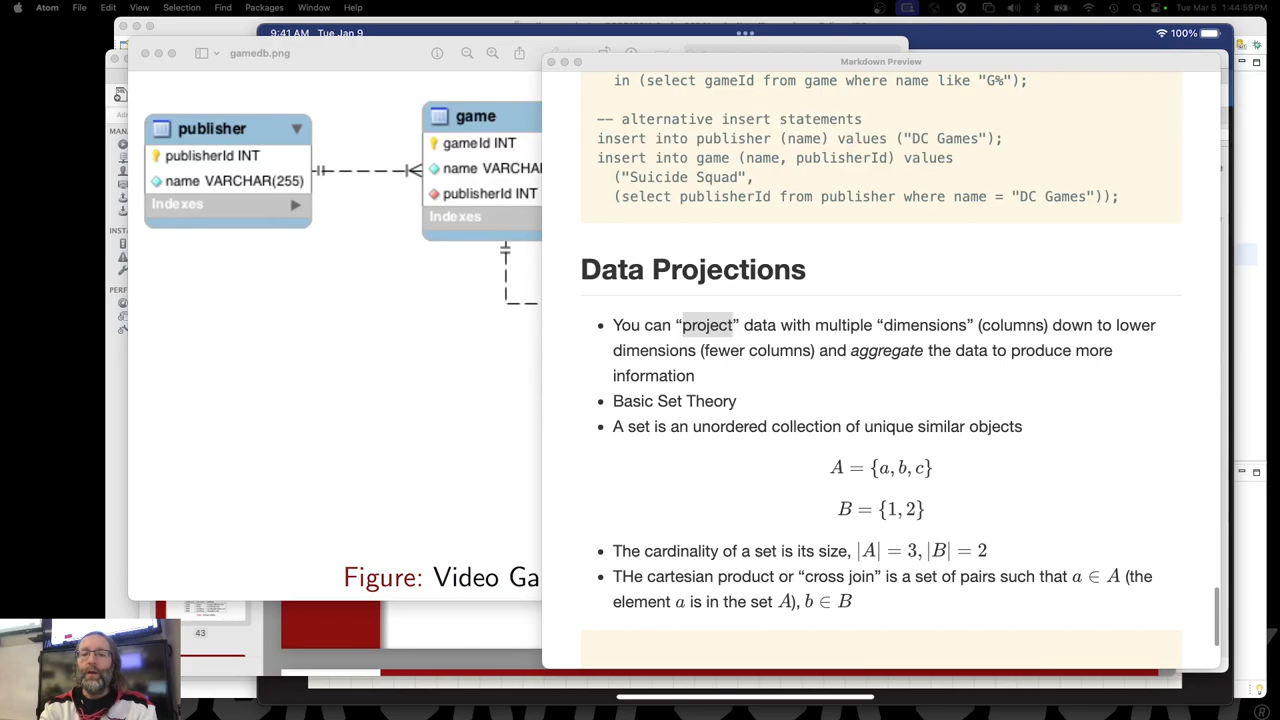 Atom File Edit View Selection Find Packages Window Help
Tue Mar 5 1:44:59 PM
9:41 AM Tue Jan 9
100%
gamedb.png
Markdown Preview
publisher
publisherId INT
name VARCHAR(255)
Indexes
game
gameId INT
name VARCHA
publisherId INT
Indexes
MANA
INSTA
PERF
in (select gameId from game where name like "G%");
-- alternative insert statements
insert into publisher (name) values ("DC Games");
insert into game (name, publisherId) values
("Suicide Squad",
(select publisherId from publisher where name = "DC Games"));
Data Projections
• You can “project” data with multiple “dimensions” (columns) down to lower
dimensions (fewer columns) and aggregate the data to produce more
information
• Basic Set Theory
• A set is an unordered collection of unique similar objects
A = {a, b, c}
B = {1, 2}
• The cardinality of a set is its size, |A| = 3, |B| = 2
• THe cartesian product or “cross join” is a set of pairs such that a ∈ A (the
element a is in the set A), b ∈ B
Figure: Video Ga
43